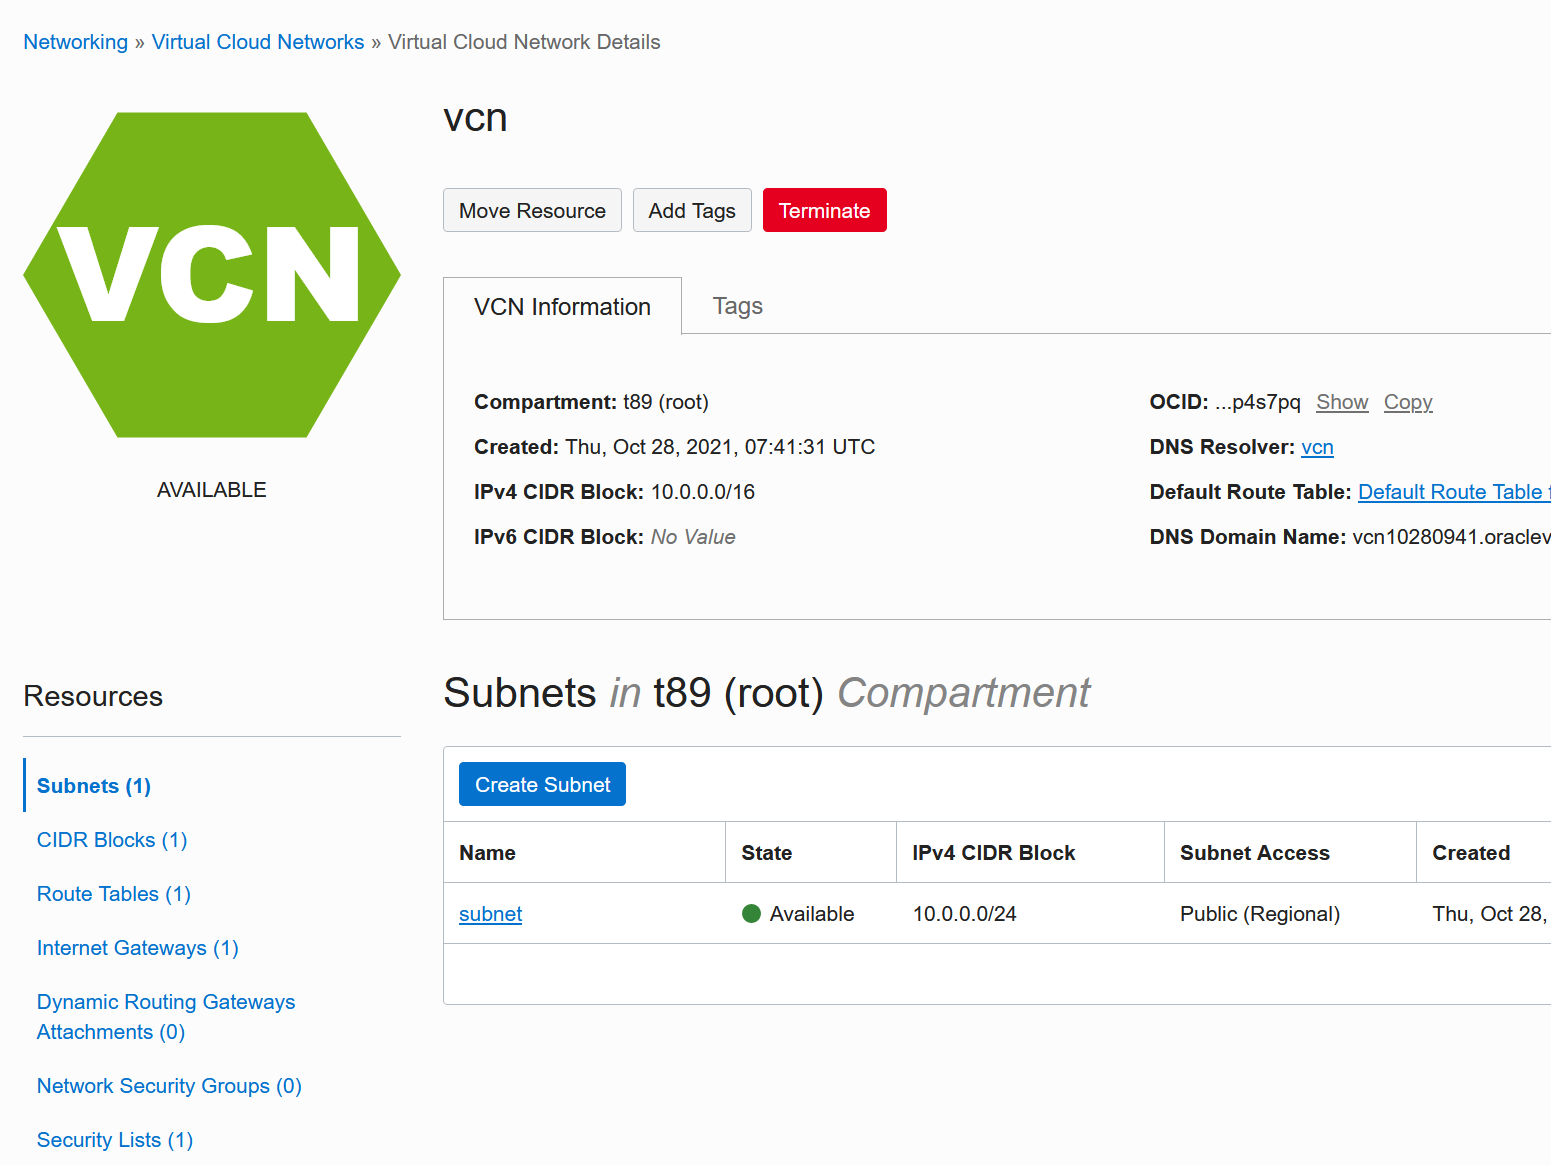 Networking » Virtual Cloud Networks » Virtual Cloud Network Details
VCN
AVAILABLE
vcn
Move Resource Add Tags Terminate
VCN Information Tags
Compartment: t89 (root)
Created: Thu, Oct 28, 2021, 07:41:31 UTC
IPv4 CIDR Block: 10.0.0.0/16
IPv6 CIDR Block: No Value
OCID: ...p4s7pq Show Copy
DNS Resolver: vcn
Default Route Table: Default Route Table f
DNS Domain Name: vcn10280941.oraclev
Resources
Subnets (1)
CIDR Blocks (1)
Route Tables (1)
Internet Gateways (1)
Dynamic Routing Gateways
Attachments (0)
Network Security Groups (0)
Security Lists (1)
Subnets in t89 (root) Compartment
Create Subnet
Name State IPv4 CIDR Block Subnet Access Created
subnet Available 10.0.0.0/24 Public (Regional) Thu, Oct 28,